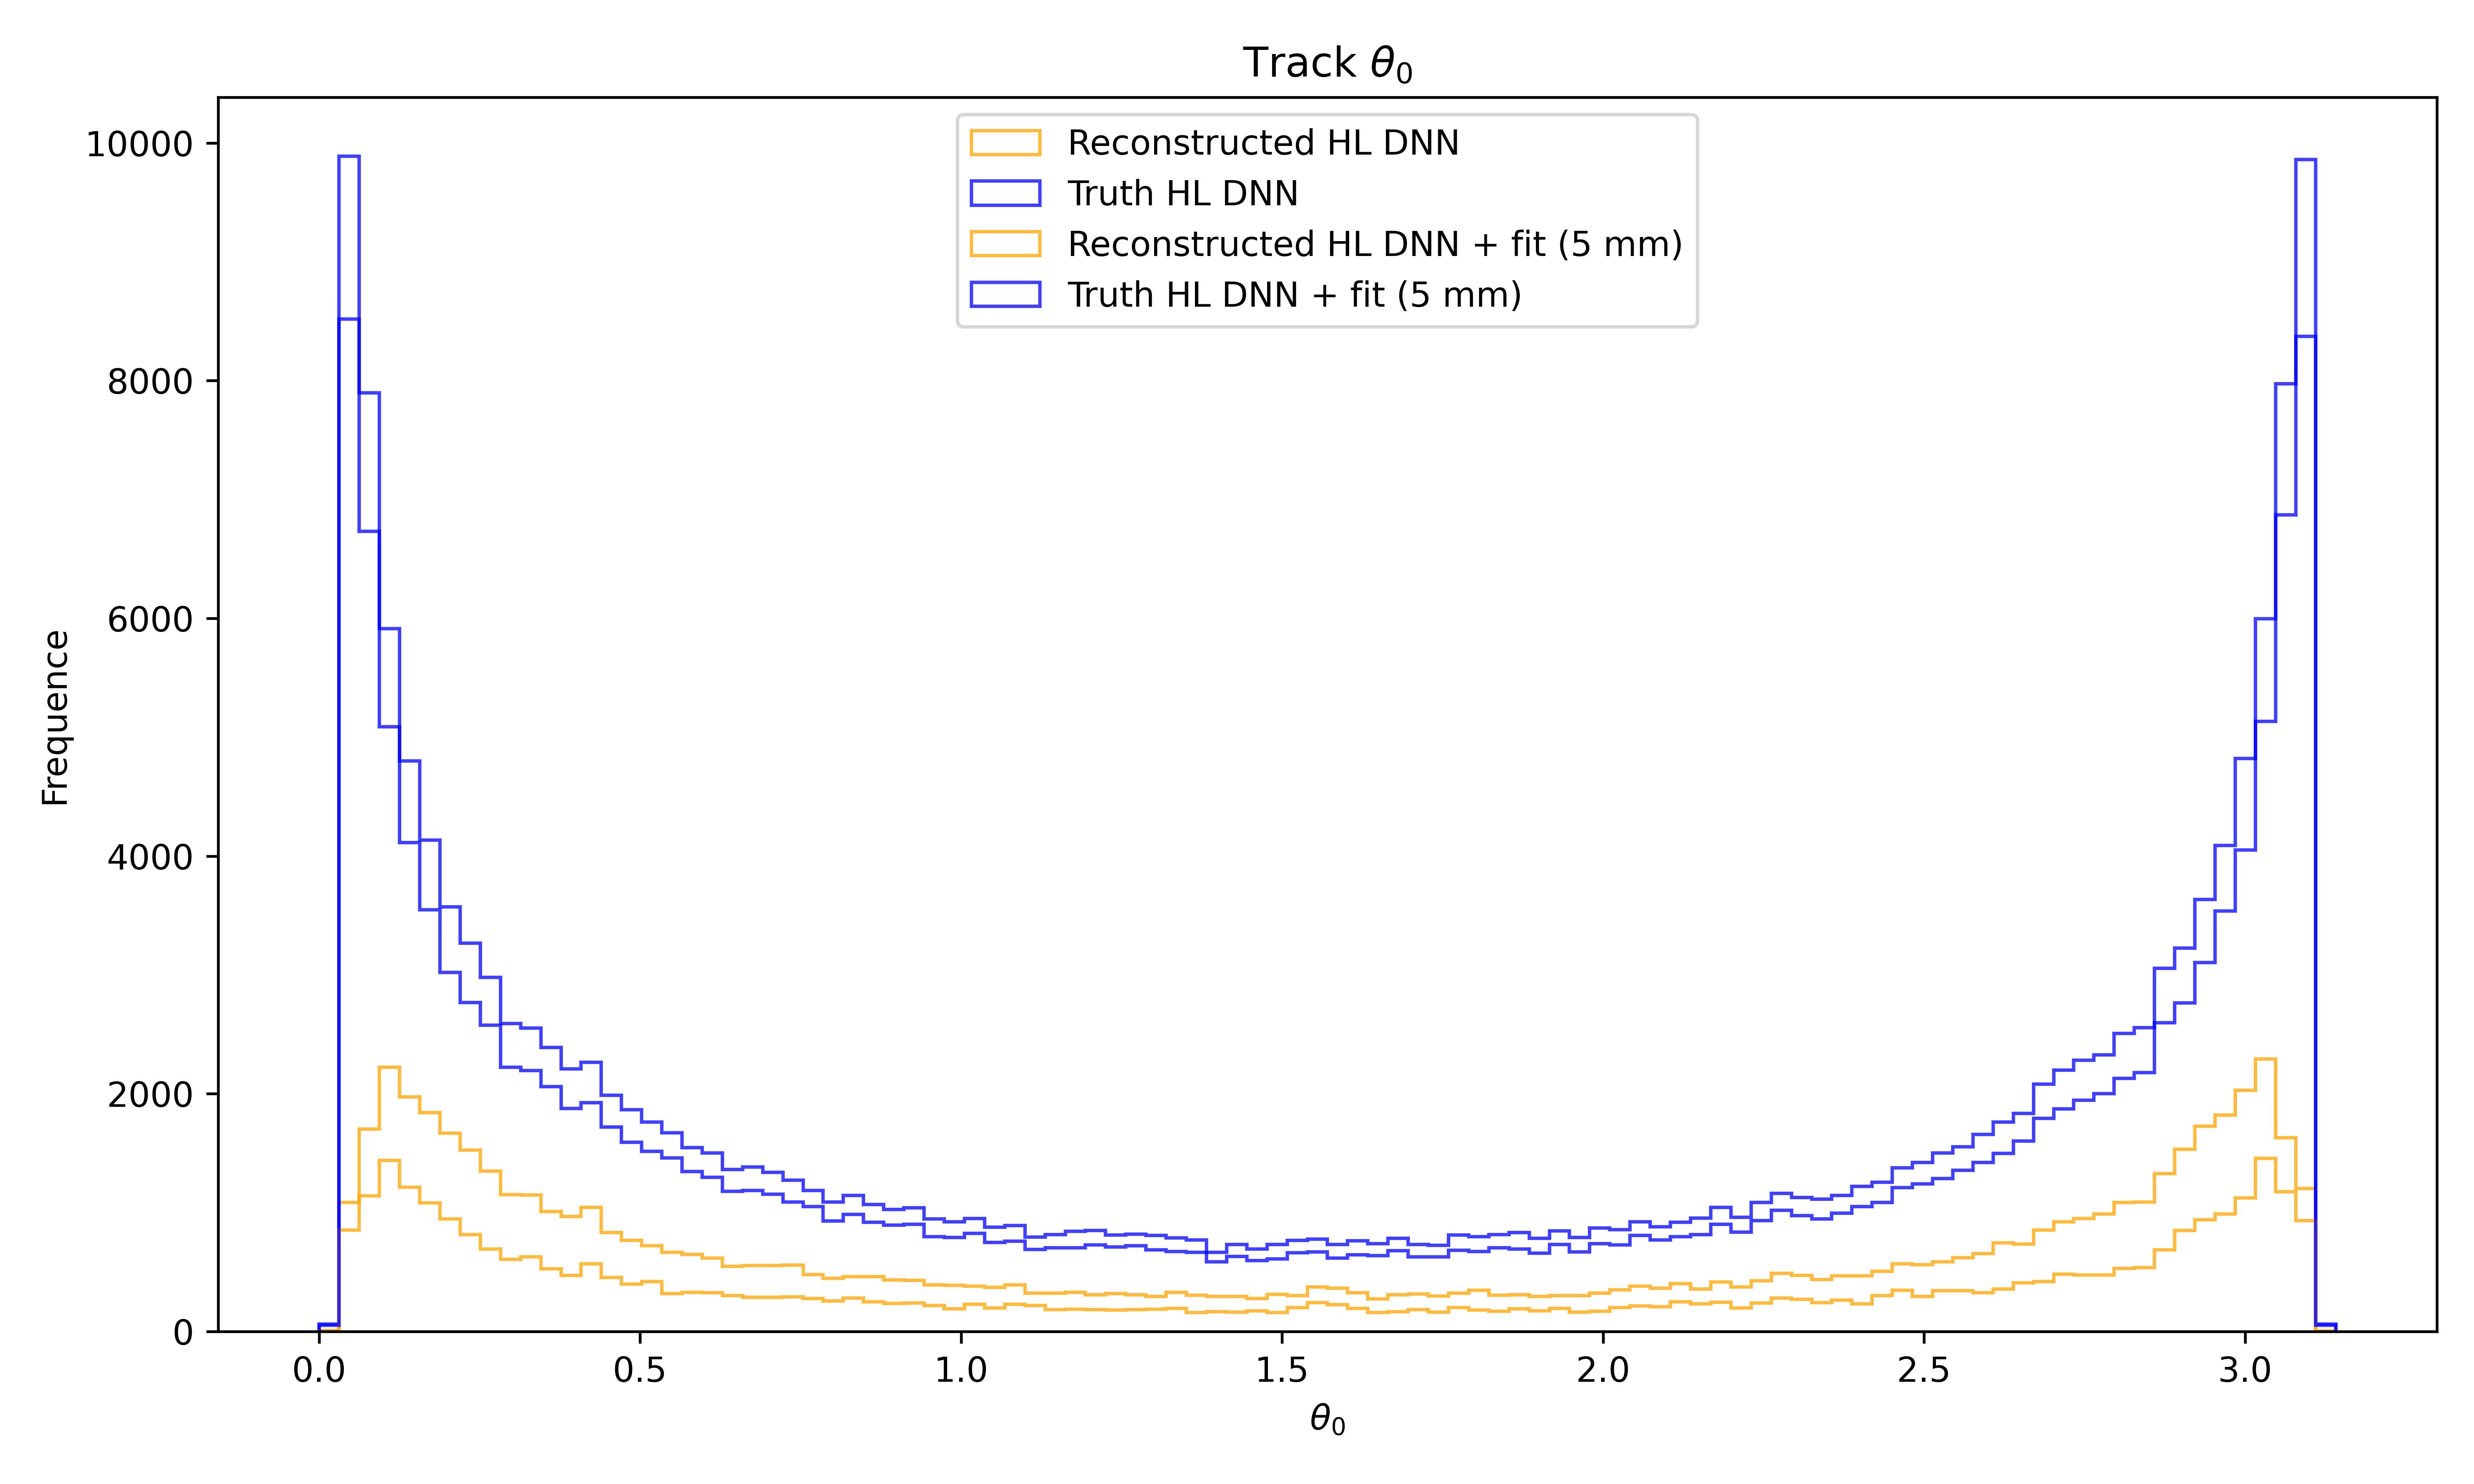 Track θ₀
10000
8000
6000
4000
2000
0
Frequence
Reconstructed HL DNN
Truth HL DNN
Reconstructed HL DNN + fit (5 mm)
Truth HL DNN + fit (5 mm)
0.0 0.5 1.0 1.5 2.0 2.5 3.0
θ₀